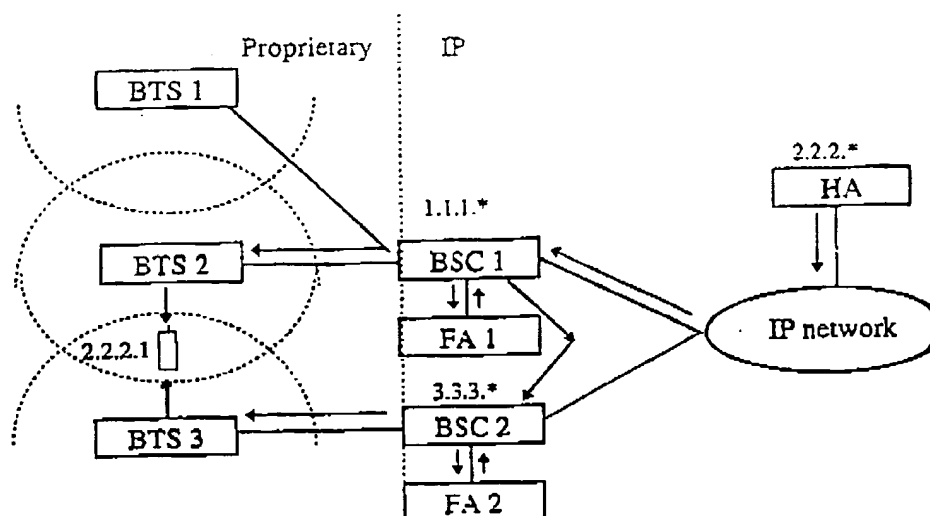 Proprietary IP
BTS 1
2.2.2.*
HA
1.1.1.*
BTS 2
BSC 1
IP network
2.2.2.1
FA 1
3.3.3.*
BTS 3
BSC 2
FA 2